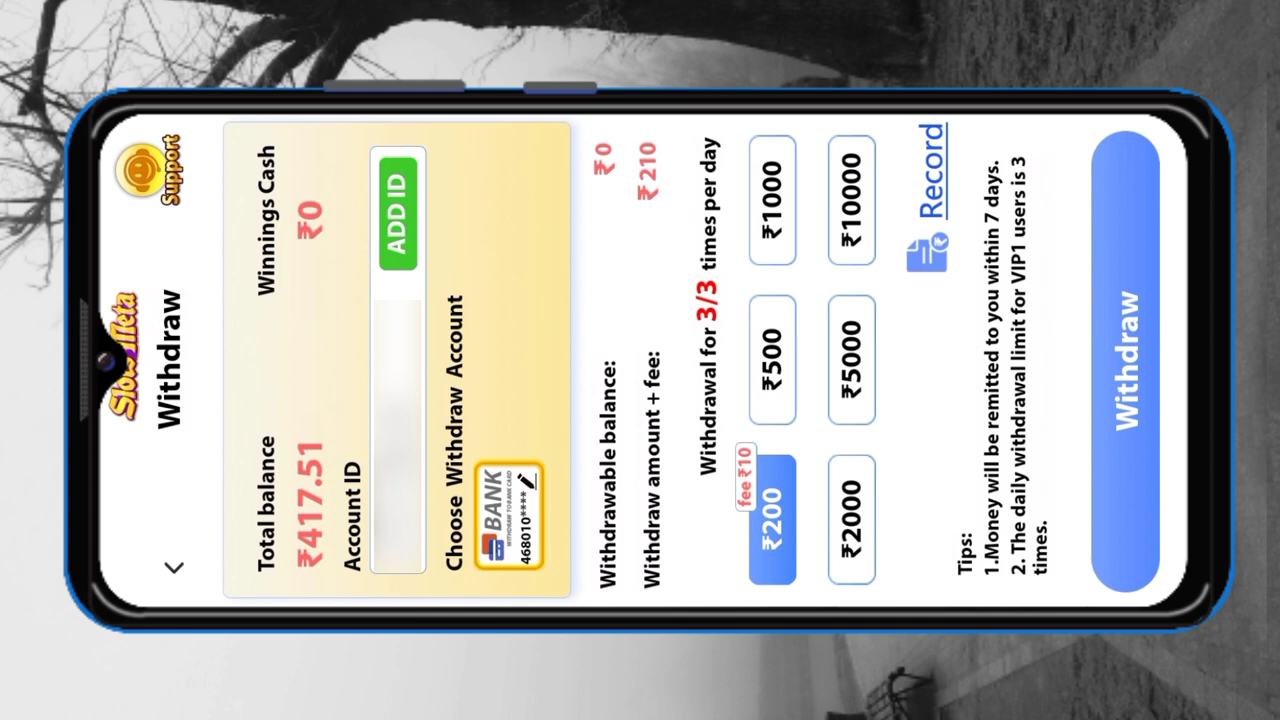 Slots Meta
Support
Withdraw
Total balance
Winnings Cash
₹417.51
₹0
Account ID
ADD ID
Choose Withdraw Account
BANK
WITHDRAW TO BANK CARD
468010****
Withdrawable balance:
₹ 0
Withdraw amount + fee:
₹ 210
Withdrawal for 3/3 times per day
fee ₹10
₹200
₹500
₹1000
₹2000
₹5000
₹10000
Record
Tips:
1.Money will be remitted to you within 7 days.
2. The daily withdrawal limit for VIP1 users is 3
times.
Withdraw